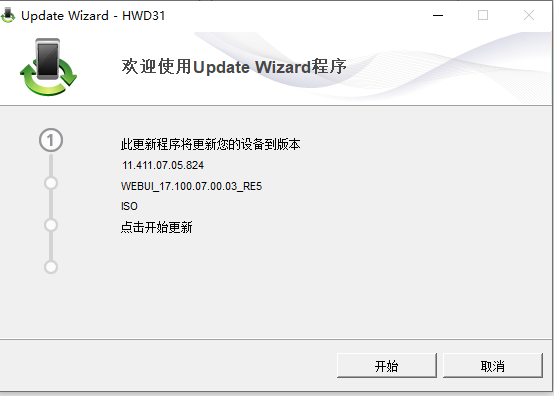 Update Wizard - HWD31
欢迎使用Update Wizard程序
1
此更新程序将更新您的设备到版本
11.411.07.05.824
WEBUI_17.100.07.00.03_RE5
ISO
点击开始更新
开始
取消